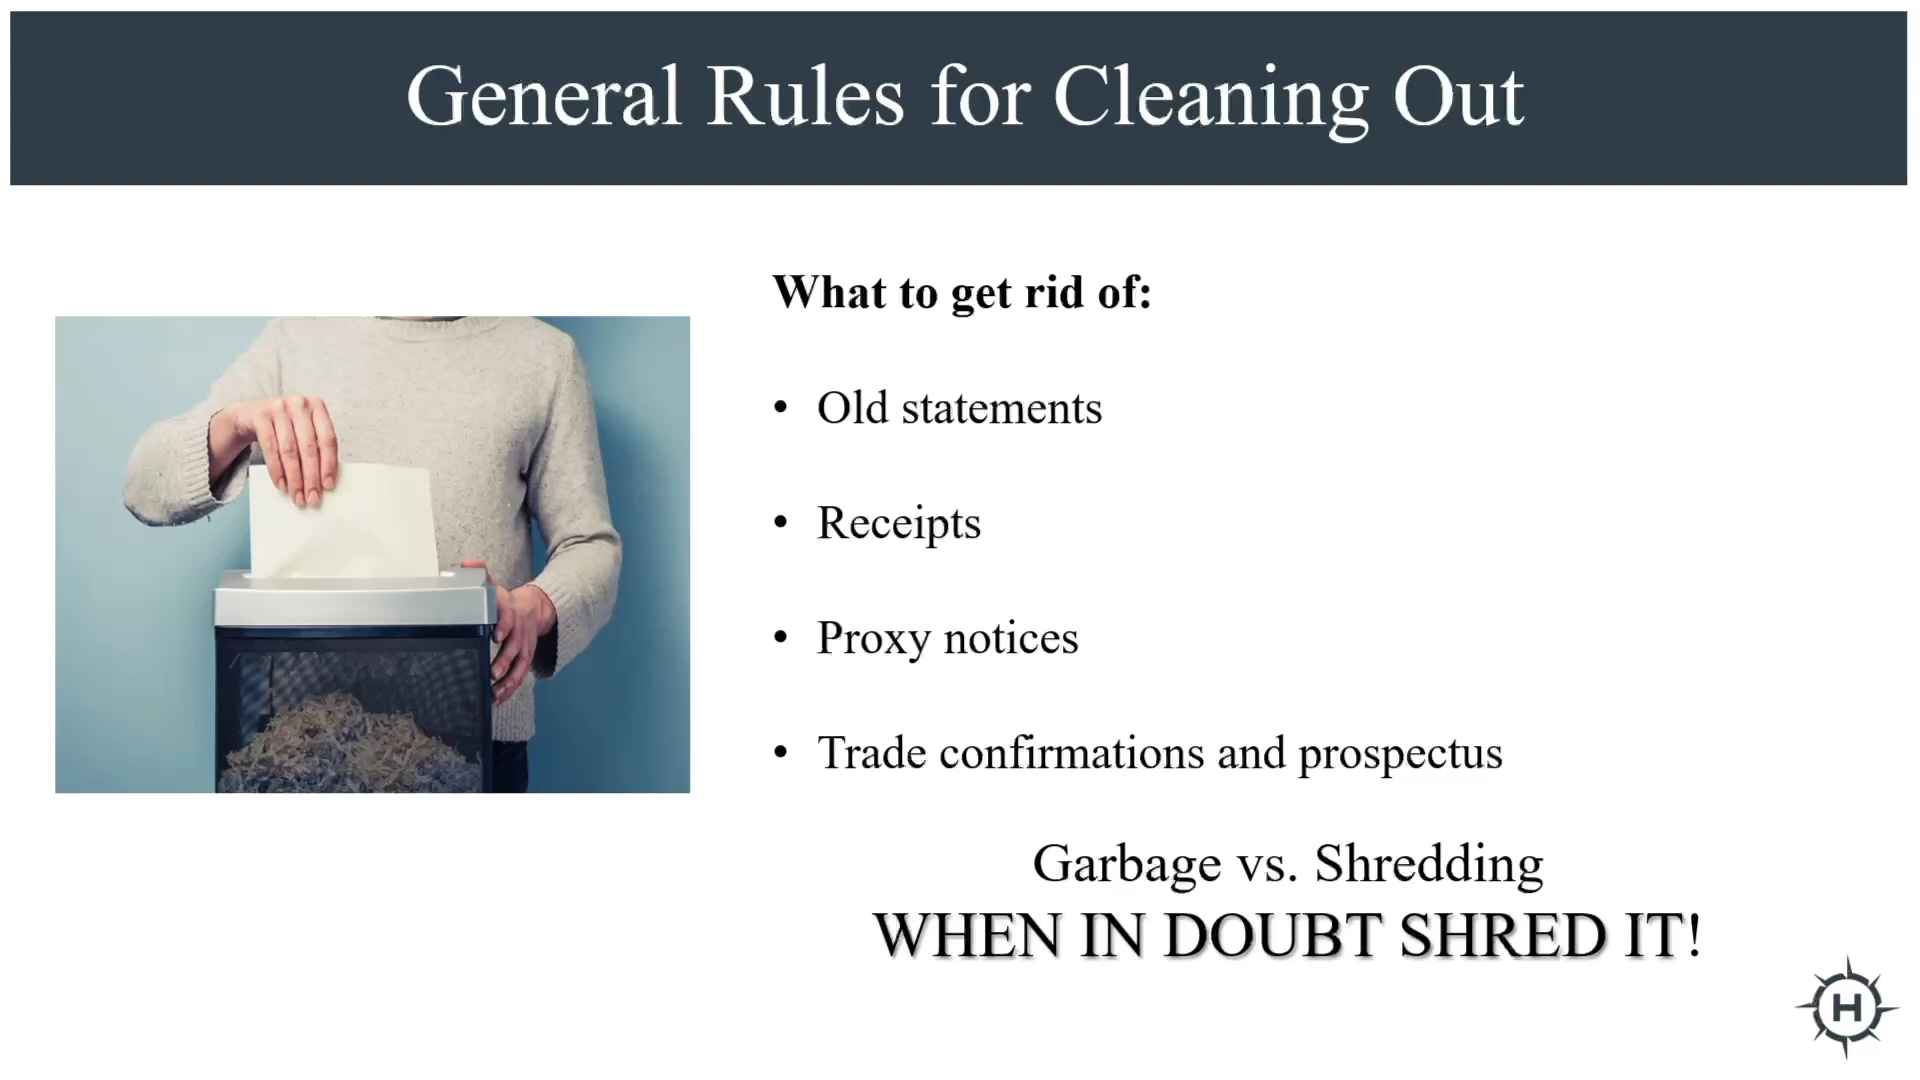 General Rules for Cleaning Out
What to get rid of:
• Old statements
• Receipts
• Proxy notices
• Trade confirmations and prospectus
Garbage vs. Shredding
WHEN IN DOUBT SHRED IT!
H